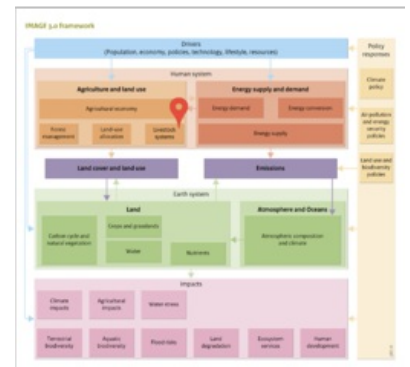 IMAGE 3.0 framework
Drivers
(Population, economy, policies, technology, lifestyle, resources)
Policy
responses
Human system
Agriculture and land use
Energy supply and demand
Climate
policy
Agricultural economy
Energy demand
Energy conversion
Forest
management
Land-use
allocation
Livestock
systems
Energy supply
Air pollution
and energy
security
policies
Land cover and land use
Emissions
Land use and
biodiversity
policies
Earth system
Land
Atmosphere and Oceans
Carbon cycle and
natural vegetation
Crops and grasslands
Water
Nutrients
Atmospheric composition
and climate
Impacts
Climate
impacts
Agricultural
impacts
Water stress
Terrestrial
biodiversity
Aquatic
biodiversity
Flood risks
Land
degradation
Ecosystem
services
Human
development